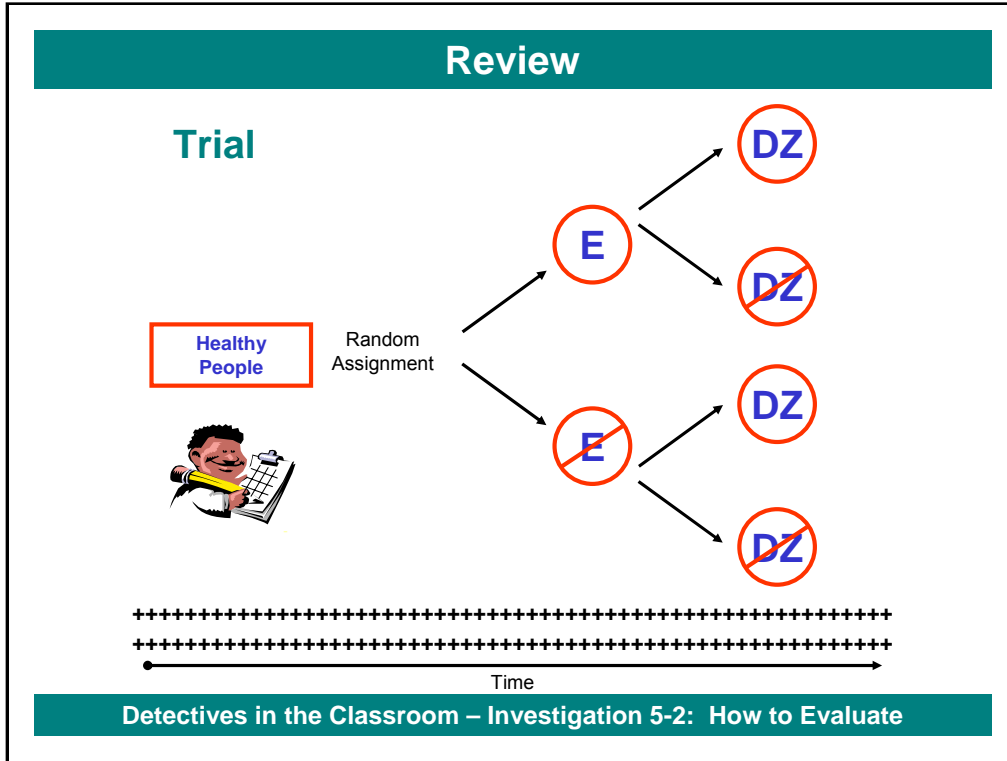 Review
Trial
DZ
E
DZ
Healthy
People
Random
Assignment
DZ
E
DZ
+++++++++++++++++++++++++++++++++++++++++++++++++++++++++
+++++++++++++++++++++++++++++++++++++++++++++++++++++++++
Time
Detectives in the Classroom – Investigation 5-2: How to Evaluate